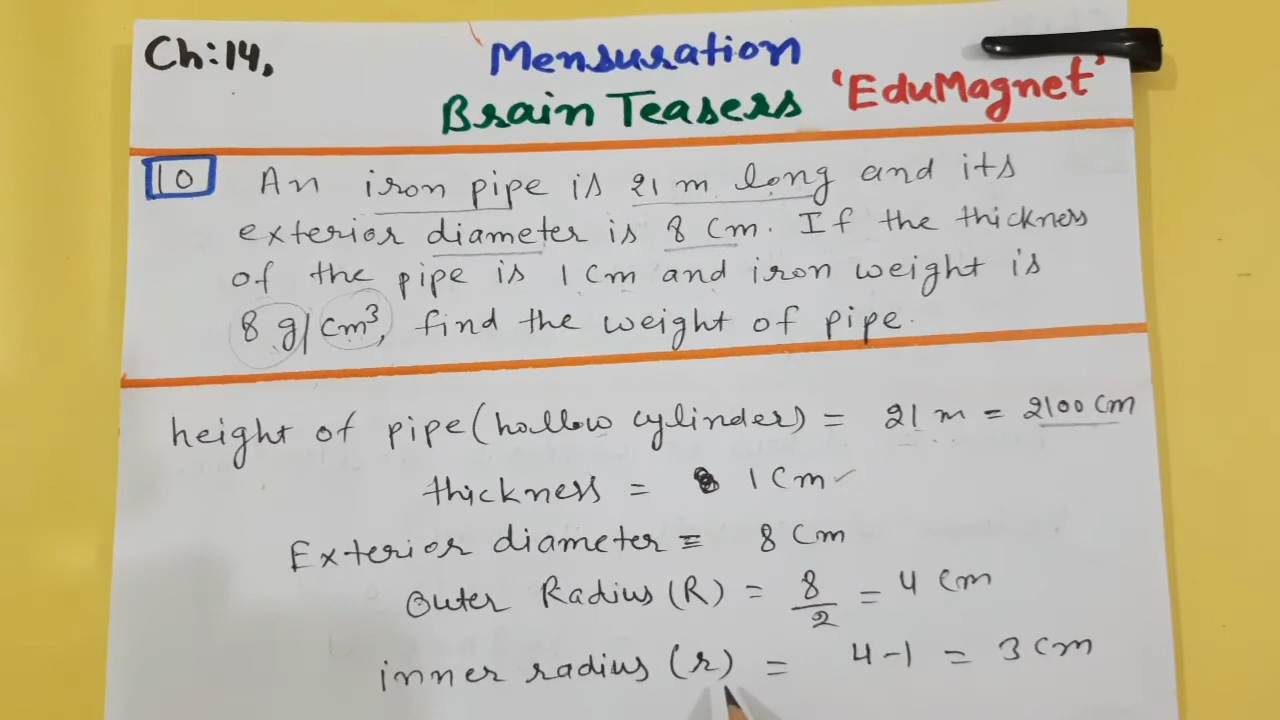 Ch:14,
Mensuration
Brain Teasers 'EduMagnet'
10 An iron pipe is 21 m long and its
exterior diameter is 8 cm. If the thickness
of the pipe is 1 cm and iron weight is
8 g/cm³, find the weight of pipe.
height of pipe (hollow cylinder) = 21 m = 2100 cm
thickness = 1 cm
Exterior diameter = 8 cm
Outer Radius (R) = 8/2 = 4 cm
inner radius (r) = 4-1 = 3 cm